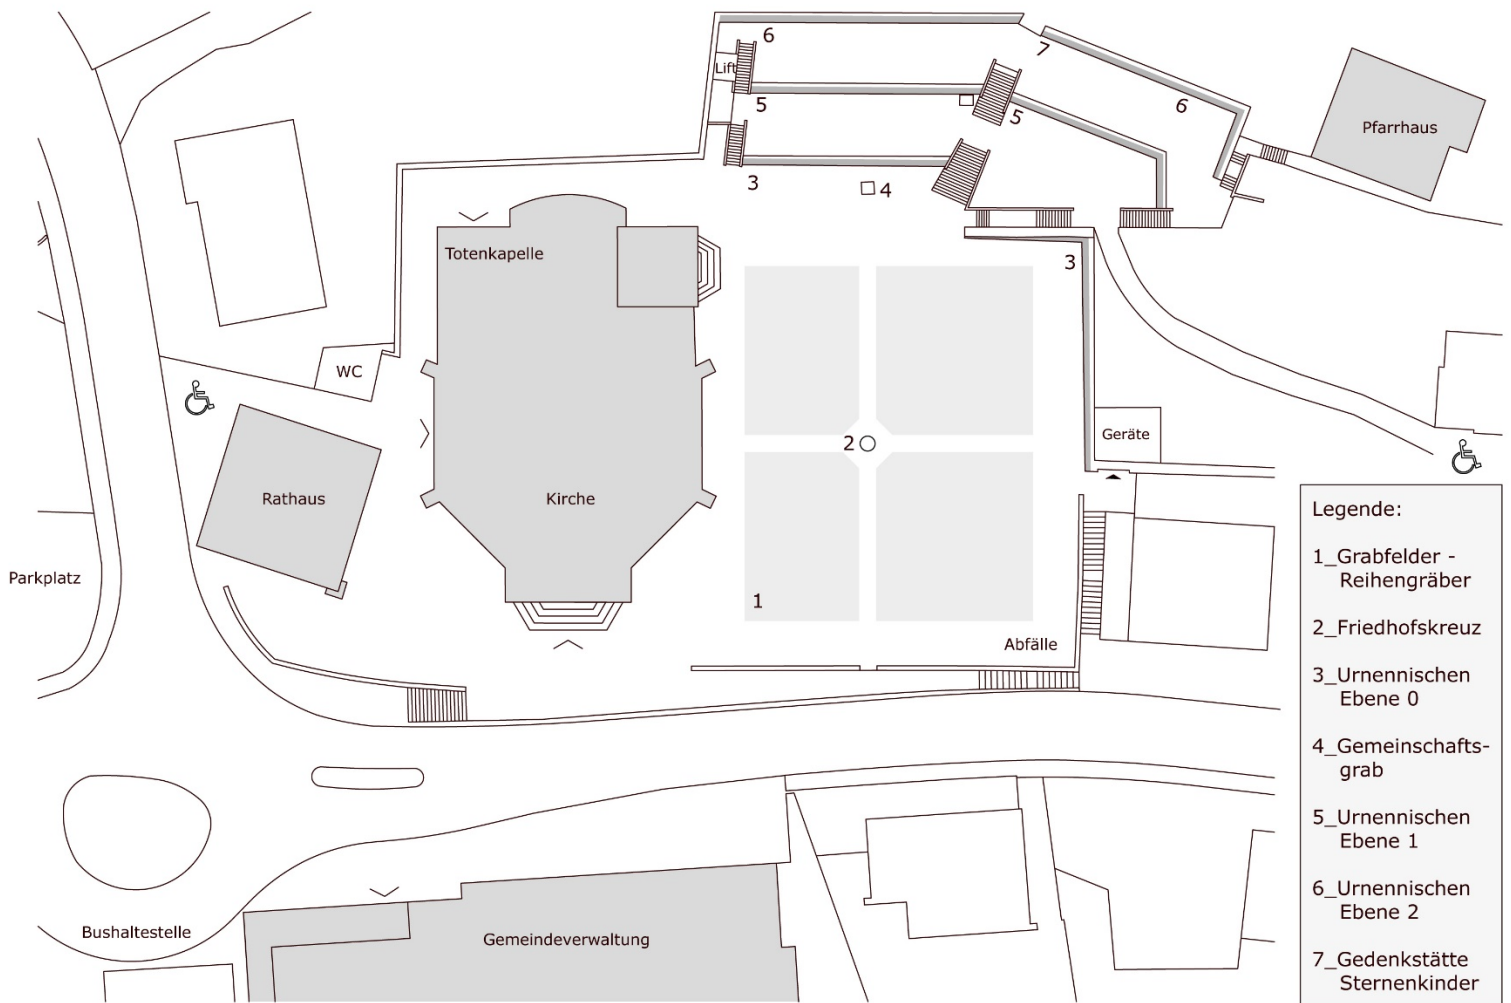 6
7
Lift
5
6
5
Pfarrhaus
3
4
Totenkapelle
3
WC
2
Geräte
Rathaus
Kirche
Parkplatz
1
Abfälle
Bushaltestelle
Gemeindeverwaltung
Legende:
1_Grabfelder -
Reihengräber
2_Friedhofskreuz
3_Urnennischen
Ebene 0
4_Gemeinschafts-
grab
5_Urnennischen
Ebene 1
6_Urnennischen
Ebene 2
7_Gedenkstätte
Sternenkinder